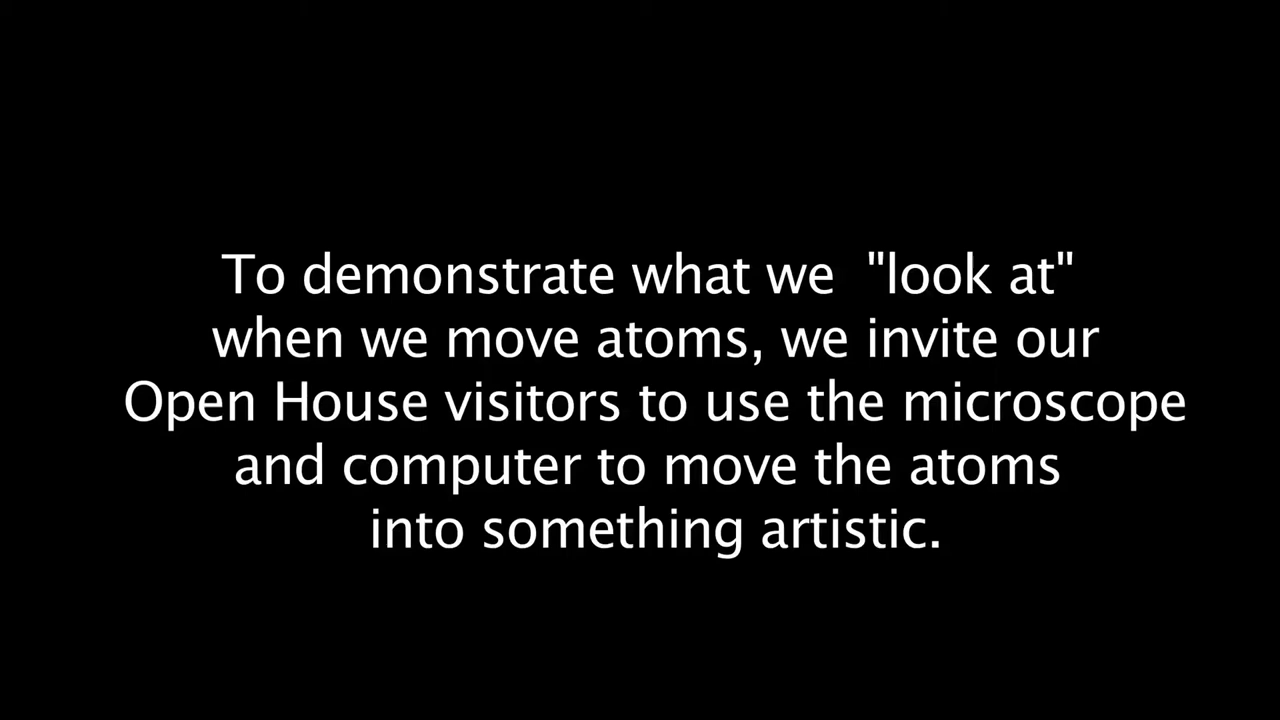 To demonstrate what we  "look at"
when we move atoms, we invite our
Open House visitors to use the microscope
and computer to move the atoms
into something artistic.